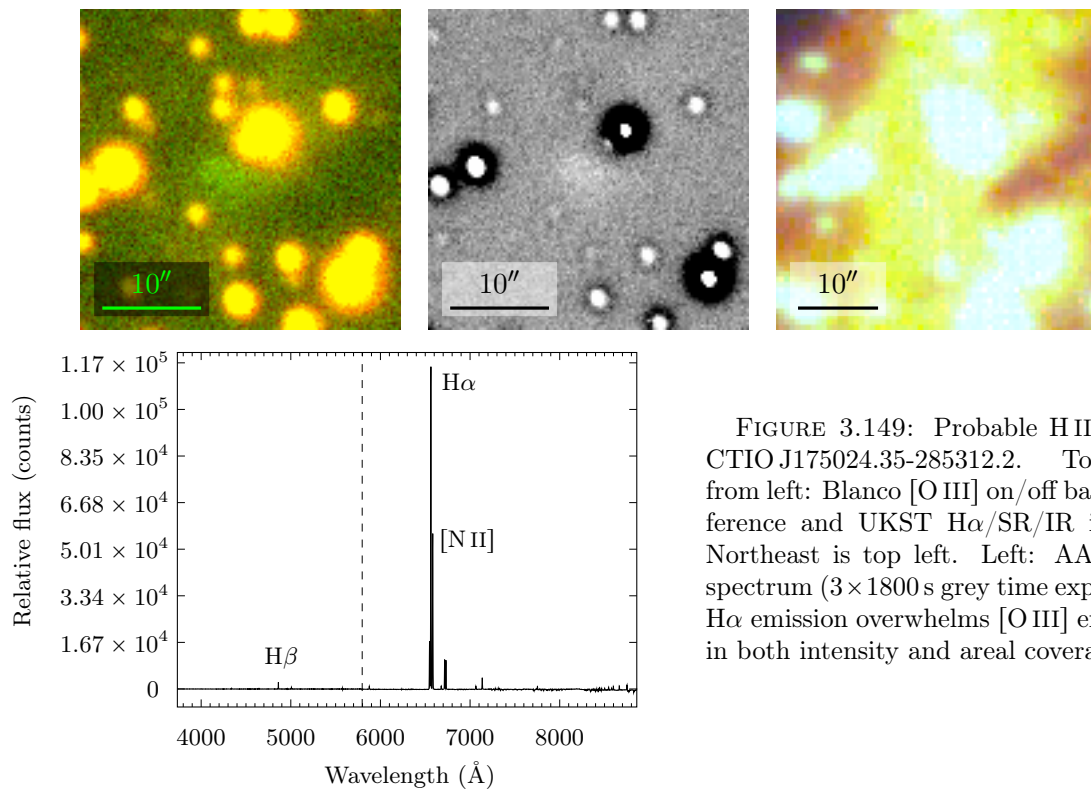 10″ 10″ 10″
1.17 × 10⁵
1.00 × 10⁵
8.35 × 10⁴
6.68 × 10⁴
5.01 × 10⁴
3.34 × 10⁴
1.67 × 10⁴
0
Relative flux (counts)
Hα
[N II]
Hβ
4000 5000 6000 7000 8000
Wavelength (Å)
FIGURE 3.149: Probable H II
CTIO J175024.35-285312.2. To
from left: Blanco [O III] on/off ba
ference and UKST Hα/SR/IR i
Northeast is top left. Left: AA
spectrum (3×1800 s grey time exp
Hα emission overwhelms [O III] e
in both intensity and areal covera